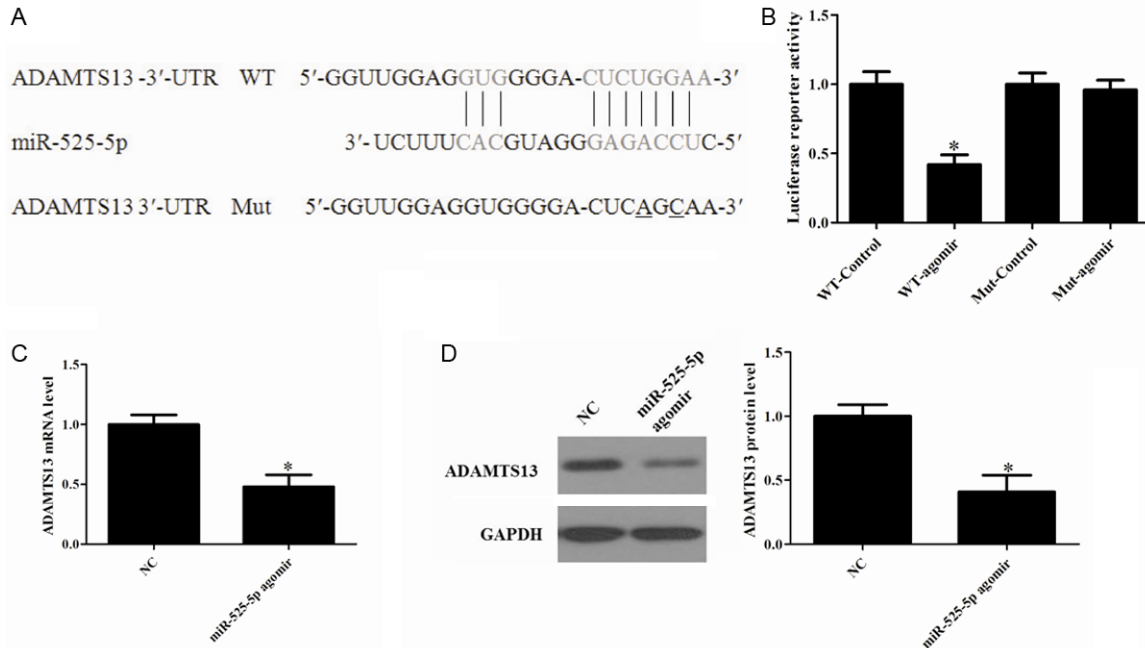 A
ADAMTS13 -3′-UTR WT 5′-GGUUGGAGGUGGGGA-CUCUGGAA-3′
miR-525-5p 3′- UCUUUCACGUAGGGAGACCUC-5′
ADAMTS13 3′-UTR Mut 5′-GGUUGGAGGUGGGGA-CUCAGCAA-3′
B
Luciferase reporter activity
1.5
1.0
0.5
0.0
*
WT-Control
WT-agomir
Mut-Control
Mut-agomir
C
ADAMTS13 mRNA level
1.5
1.0
0.5
0.0
*
NC
miR-525-5p agomir
D
NC
miR-525-5p
agomir
ADAMTS13
GAPDH
ADAMTS13 protein level
1.5
1.0
0.5
0.0
*
NC
miR-525-5p agomir